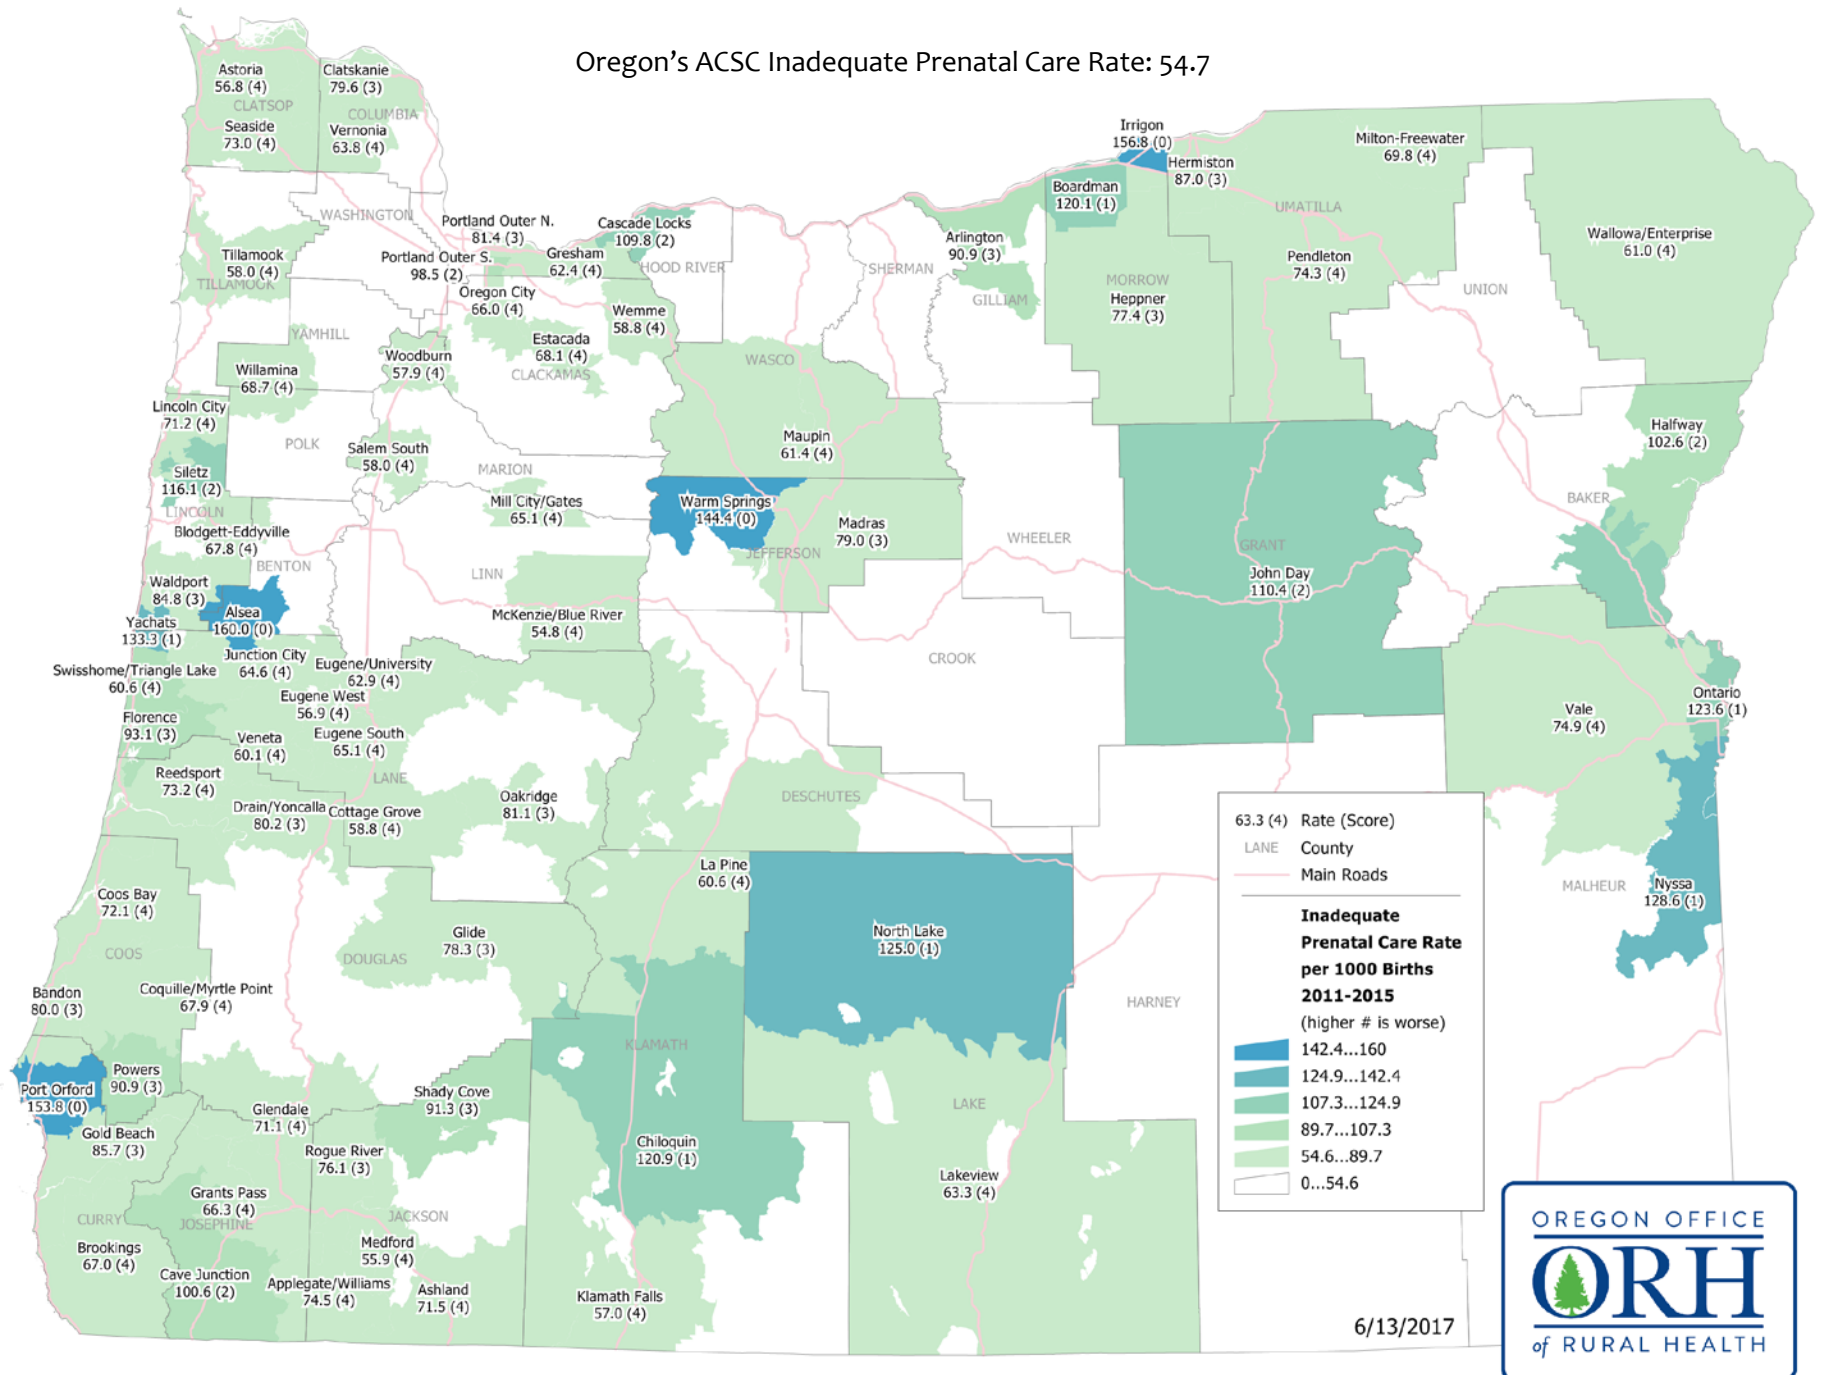 Oregon's ACSC Inadequate Prenatal Care Rate: 54.7
Astoria
56.8 (4)
CLATSOP
Seaside
73.0 (4)
Clatskanie
79.6 (3)
COLUMBIA
Vernonia
63.8 (4)
Irrigon
156.8 (0)
Hermiston
87.0 (3)
Milton-Freewater
69.8 (4)
Boardman
120.1 (1)
UMATILLA
Pendleton
74.3 (4)
Wallowa/Enterprise
61.0 (4)
WASHINGTON
Portland Outer N.
81.4 (3)
Cascade Locks
109.8 (2)
Portland Outer S.
98.5 (2)
Gresham
62.4 (4)
HOOD RIVER
SHERMAN
Arlington
90.9 (3)
GILLIAM
MORROW
Heppner
77.4 (3)
UNION
Tillamook
58.0 (4)
TILLAMOOK
Oregon City
66.0 (4)
Wemme
58.8 (4)
YAMHILL
Woodburn
57.9 (4)
Estacada
68.1 (4)
CLACKAMAS
WASCO
Willamina
68.7 (4)
Lincoln City
71.2 (4)
POLK
Salem South
58.0 (4)
MARION
Maupin
61.4 (4)
Halfway
102.6 (2)
BAKER
Siletz
116.1 (2)
LINCOLN
Mill City/Gates
65.1 (4)
Warm Springs
144.4 (0)
Madras
79.0 (3)
JEFFERSON
WHEELER
GRANT
John Day
110.4 (2)
Blodgett-Eddyville
67.8 (4)
BENTON
LINN
Waldport
84.8 (3)
Alsea
160.0 (0)
Yachats
133.3 (1)
McKenzie/Blue River
54.8 (4)
CROOK
Junction City
64.6 (4)
Eugene/University
62.9 (4)
Swisshome/Triangle Lake
60.6 (4)
Eugene West
56.9 (4)
Florence
93.1 (3)
Veneta
60.1 (4)
Eugene South
65.1 (4)
LANE
Ontario
123.6 (1)
Vale
74.9 (4)
Reedsport
73.2 (4)
Drain/Yoncalla
80.2 (3)
Cottage Grove
58.8 (4)
Oakridge
81.1 (3)
DESCHUTES
La Pine
60.6 (4)
MALHEUR
Nyssa
128.6 (1)
Coos Bay
72.1 (4)
COOS
Glide
78.3 (3)
DOUGLAS
North Lake
125.0 (1)
Bandon
80.0 (3)
Coquille/Myrtle Point
67.9 (4)
HARNEY
KLAMATH
Port Orford
153.8 (0)
Powers
90.9 (3)
Shady Cove
91.3 (3)
LAKE
Glendale
71.1 (4)
Gold Beach
85.7 (3)
Rogue River
76.1 (3)
Chiloquin
120.9 (1)
Lakeview
63.3 (4)
Grants Pass
66.3 (4)
CURRY
JOSEPHINE
JACKSON
Brookings
67.0 (4)
Medford
55.9 (4)
Cave Junction
100.6 (2)
Applegate/Williams
74.5 (4)
Ashland
71.5 (4)
Klamath Falls
57.0 (4)
63.3 (4) Rate (Score)
LANE County
Main Roads
Inadequate
Prenatal Care Rate
per 1000 Births
2011-2015
(higher # is worse)
142.4...160
124.9...142.4
107.3...124.9
89.7...107.3
54.6...89.7
0...54.6
6/13/2017
OREGON OFFICE
ORH
of RURAL HEALTH